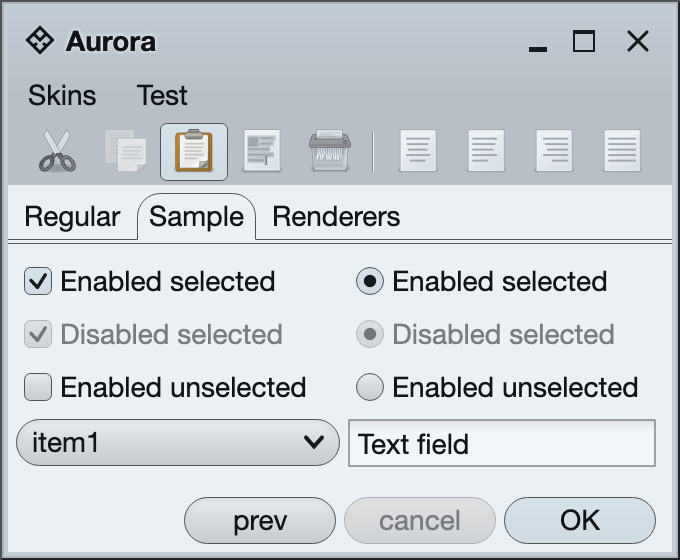 Aurora
Skins Test
Regular Sample Renderers
Enabled selected Enabled selected
Disabled selected Disabled selected
Enabled unselected Enabled unselected
item1 Text field
prev cancel OK